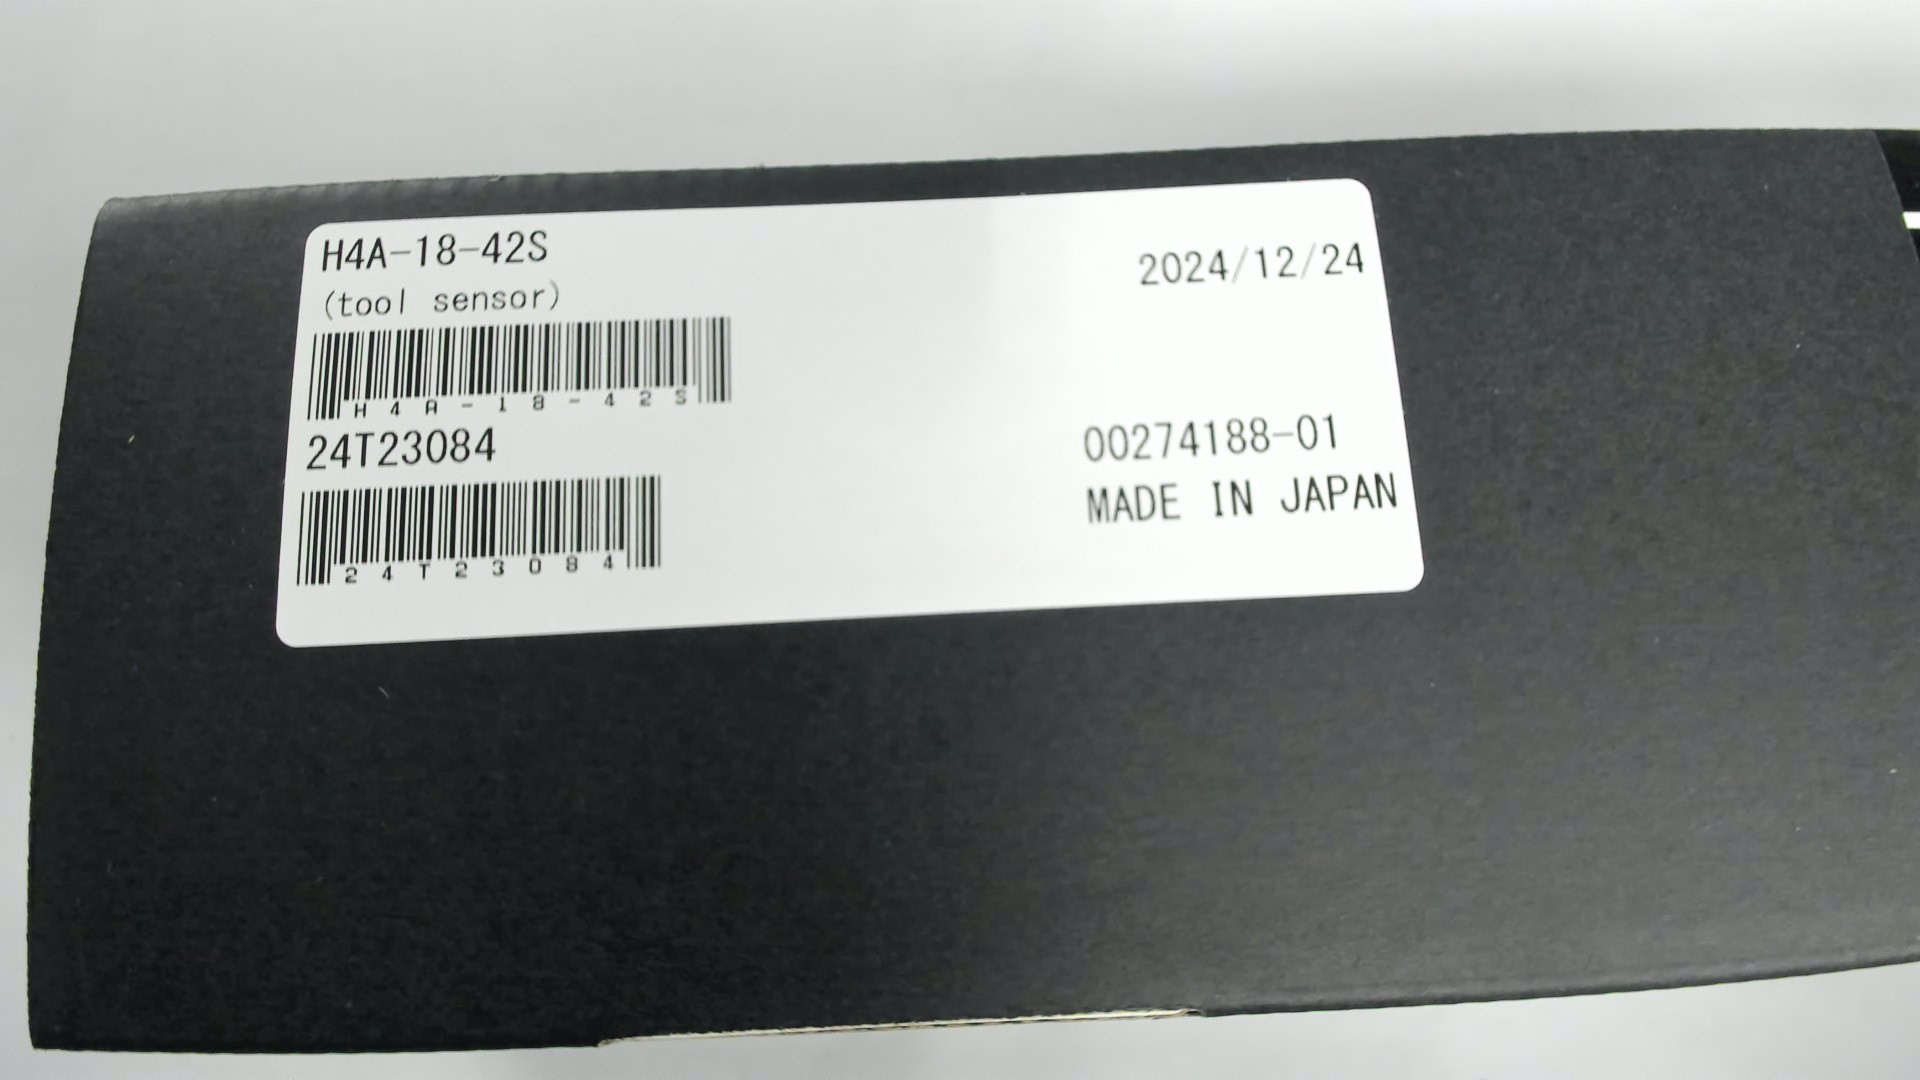 H4A-18-42S
2024/12/24
(tool sensor)
H4A-18-42S
24T23084
00274188-01
MADE IN JAPAN
24T23084